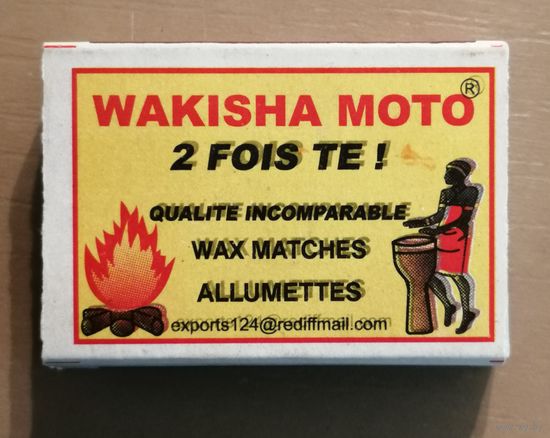 WAKISHA MOTO ®
2 FOIS TE !
QUALITE INCOMPARABLE
WAX MATCHES
ALLUMETTES
exports124@rediffmail.com